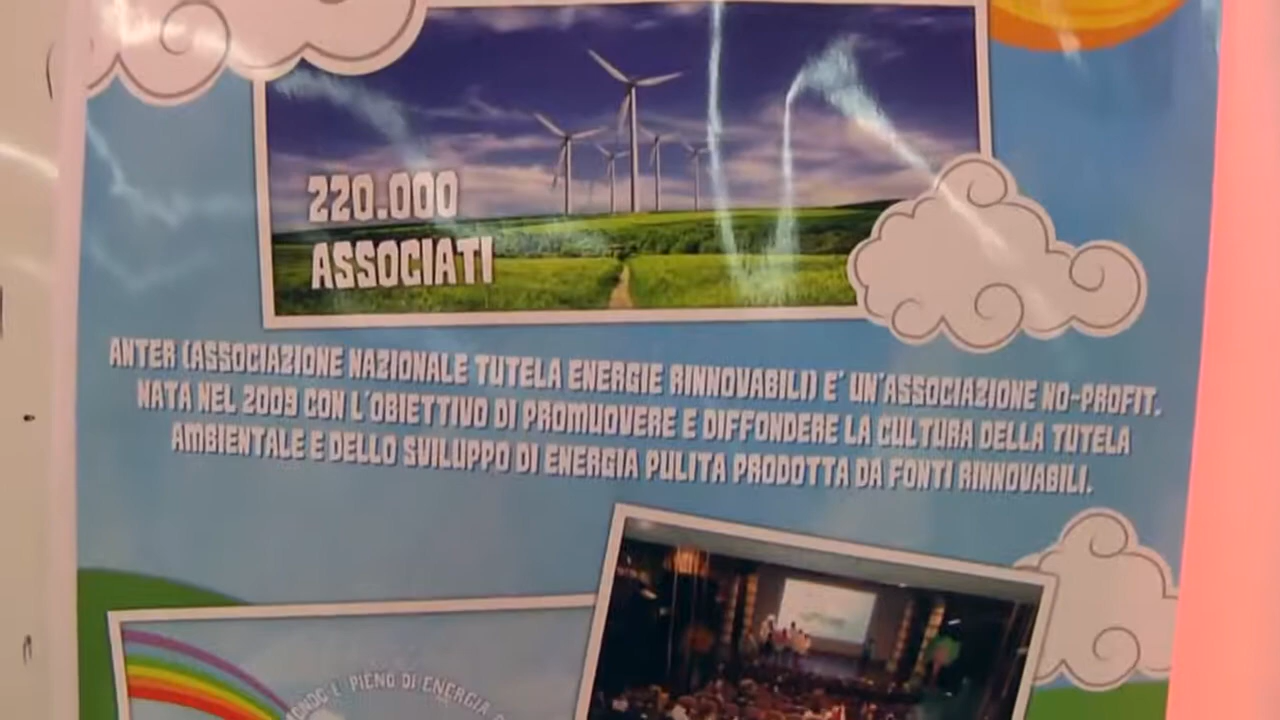 220.000
ASSOCIATI
ANTER (ASSOCIAZIONE NAZIONALE TUTELA ENERGIE RINNOVABILI) E' UN'ASSOCIAZIONE NO-PROFIT,
NATA NEL 2009 CON L'OBIETTIVO DI PROMUOVERE E DIFFONDERE LA CULTURA DELLA TUTELA
AMBIENTALE E DELLO SVILUPPO DI ENERGIA PULITA PRODOTTA DA FONTI RINNOVABILI.
PIENO DI ENERGIA